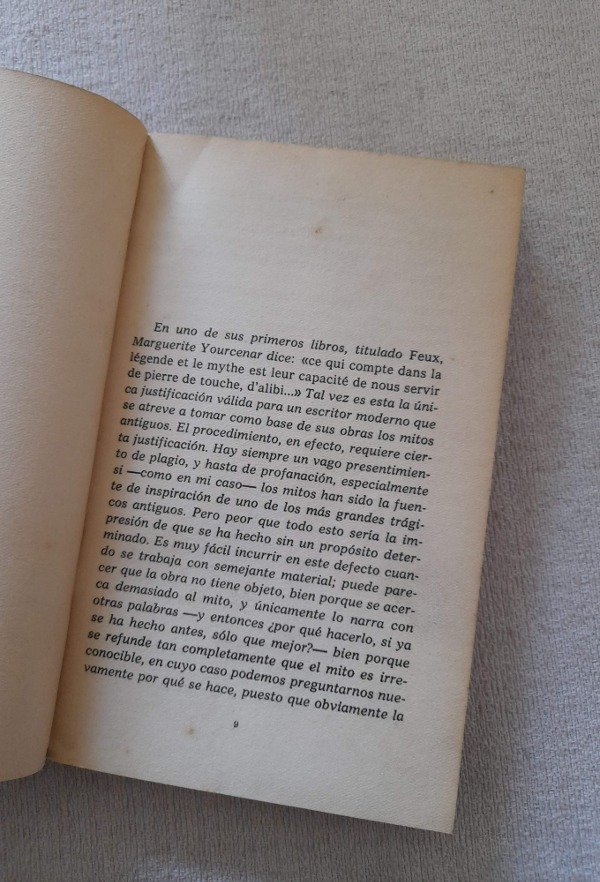 En uno de sus primeros libros, titulado Feux,
Marguerite Yourcenar dice: «ce qui compte dans la
légende et le mythe est leur capacité de nous servir
de pierre de touche, d'alibi...» Tal vez es esta la úni-
ca justificación válida para un escritor moderno que
se atreve a tomar como base de sus obras los mitos
antiguos. El procedimiento, en efecto, requiere cier-
ta justificación. Hay siempre un vago presentimien-
to de plagio, y hasta de profanación, especialmente
si —como en mi caso— los mitos han sido la fuen-
te de inspiración de uno de los más grandes trági-
cos antiguos. Pero peor que todo esto sería la im-
presión de que se ha hecho sin un propósito deter-
minado. Es muy fácil incurrir en este defecto cuan-
do se trabaja con semejante material; puede pare-
cer que la obra no tiene objeto, bien porque se acer-
ca demasiado al mito, y únicamente lo narra con
otras palabras —y entonces ¿por qué hacerlo, si ya
se ha hecho antes, sólo que mejor?— bien porque
se refunde tan completamente que el mito es irre-
conocible, en cuyo caso podemos preguntarnos nue-
vamente por qué se hace, puesto que obviamente la
9